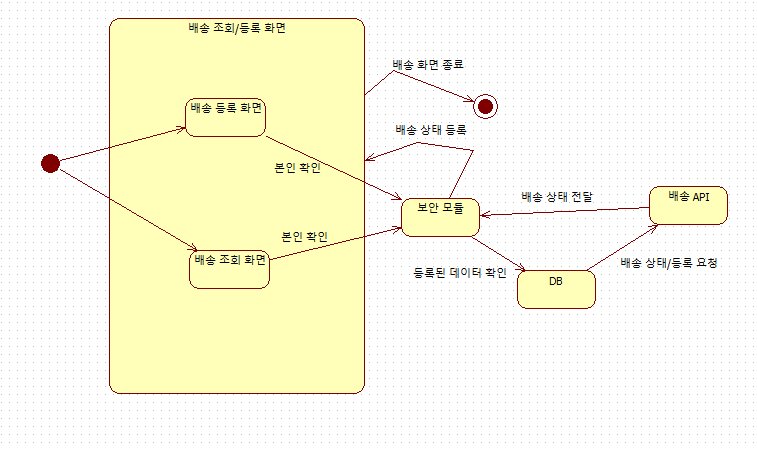 배송 조회/등록 화면
배송 화면 종료
배송 등록 화면
배송 상태 등록
본인 확인
배송 상태 전달
배송 API
보안 모듈
본인 확인
배송 조회 화면
등록된 데이터 확인
배송 상태/등록 요청
DB